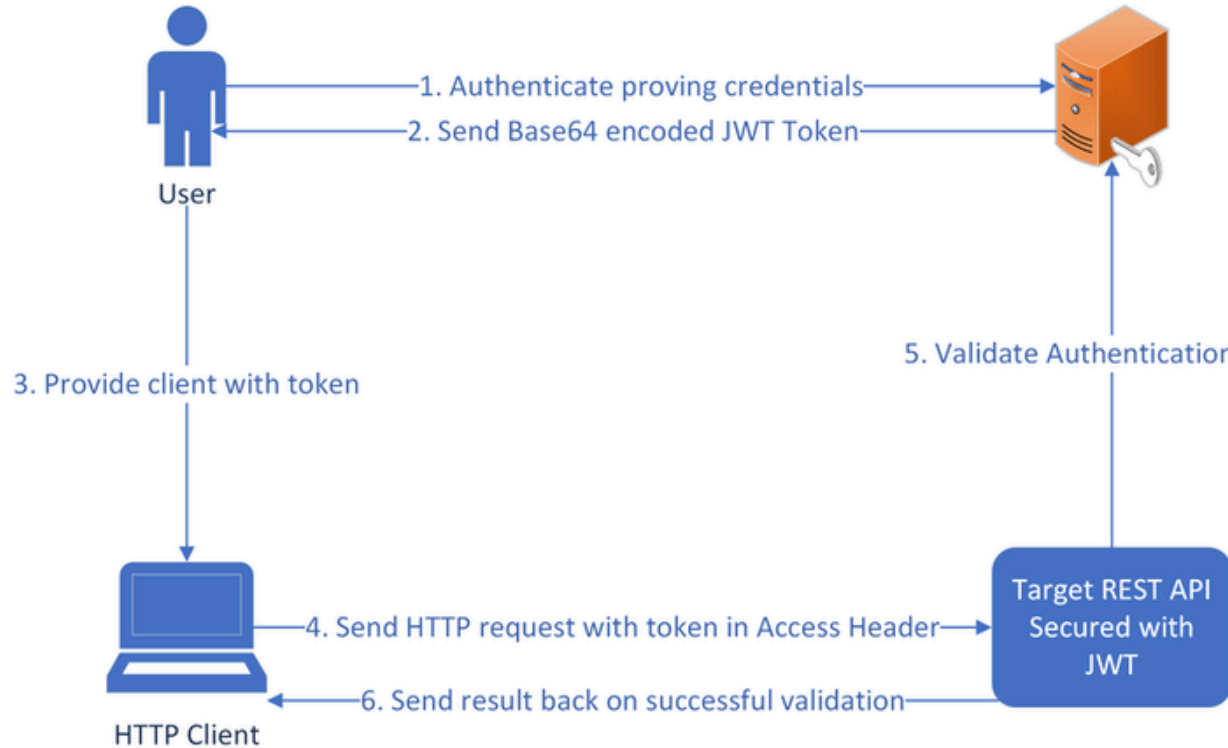 1. Authenticate proving credentials
2. Send Base64 encoded JWT Token
User
3. Provide client with token
5. Validate Authentication
4. Send HTTP request with token in Access Header
Target REST API
Secured with
JWT
6. Send result back on successful validation
HTTP Client